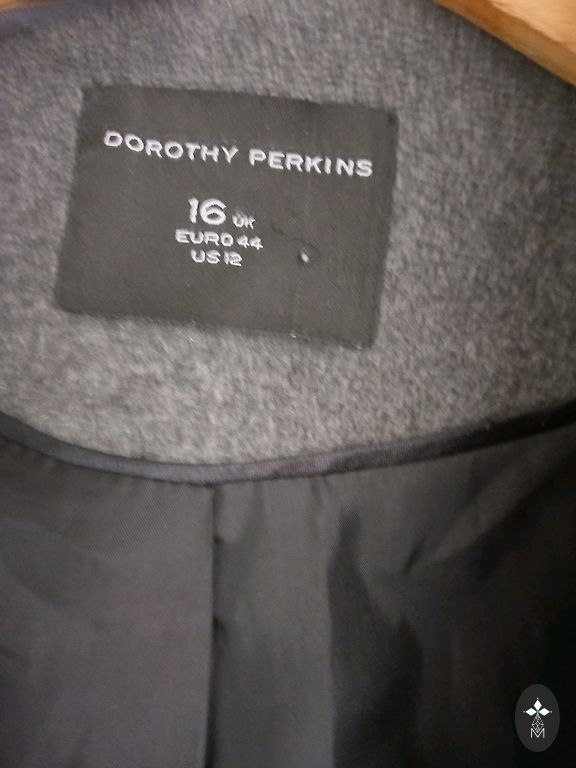 DOROTHY PERKINS
16 UK
EURO 44
US 12
M